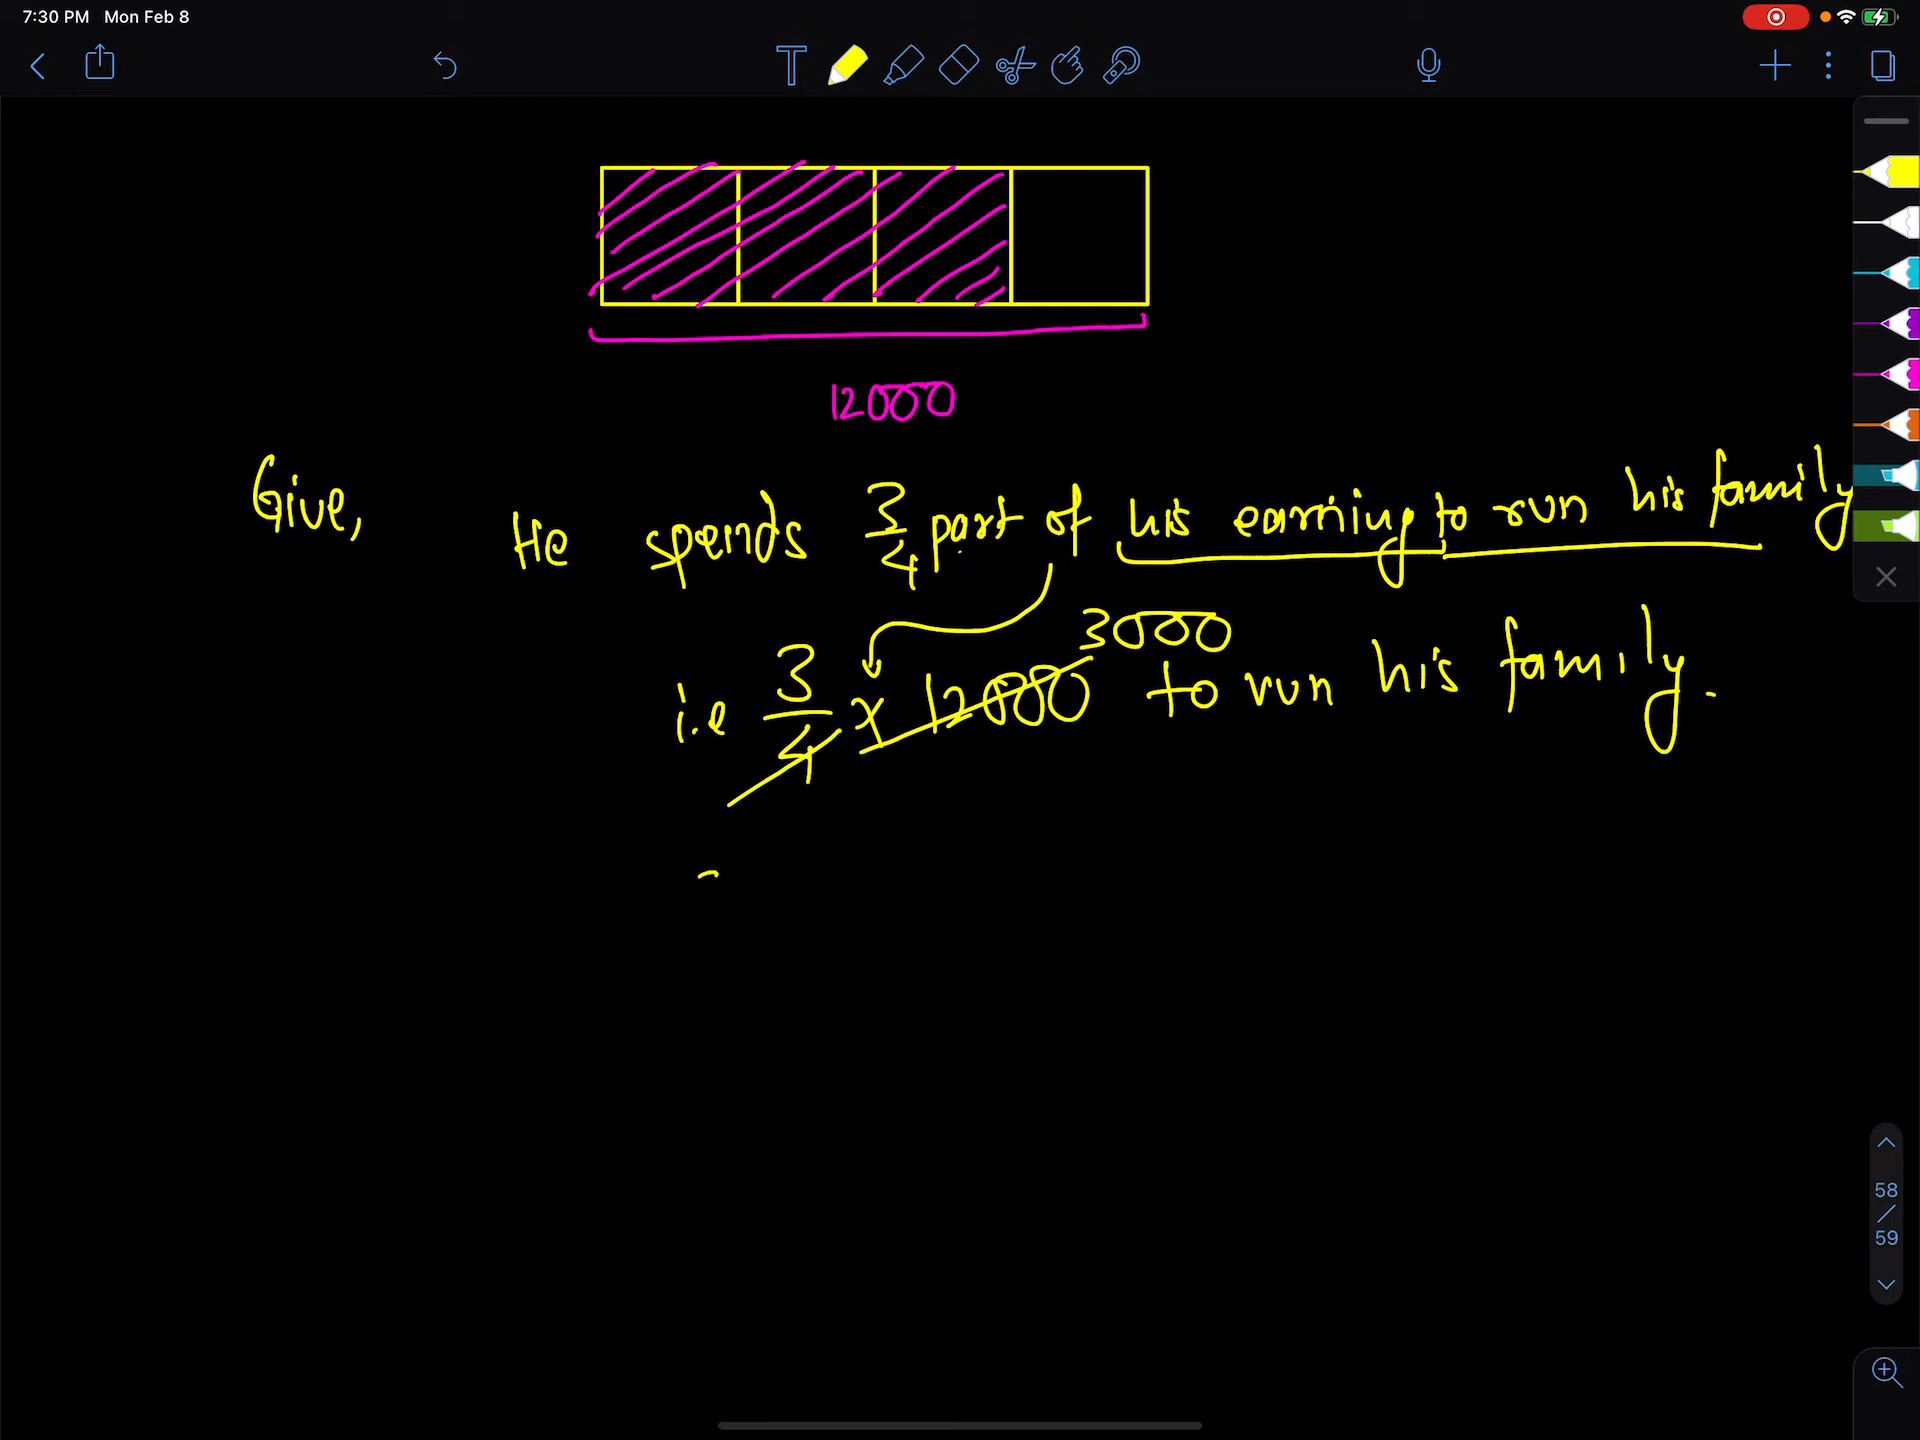 7:30 PM Mon Feb 8
12000
Give,
He spends 3/4 part of his earning to run his family
3000
i.e 3/4 x 12000 to run his family.
58
/
59